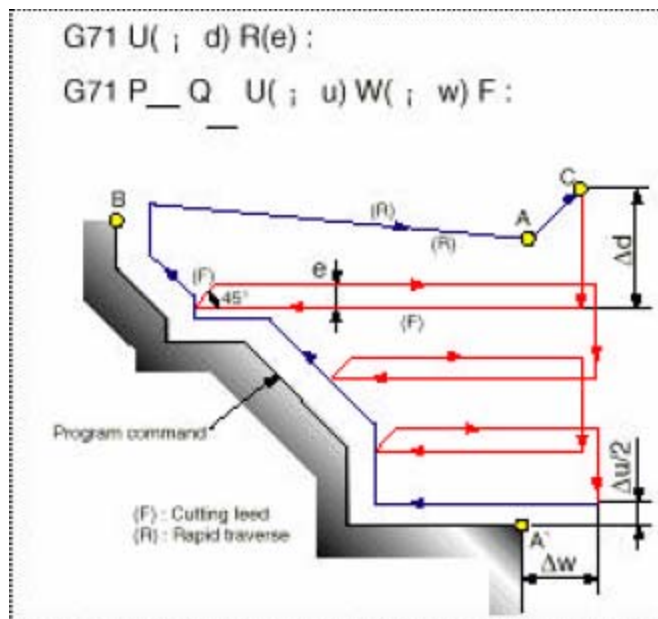 G71 U( ¡ d) R(e) :
G71 P__ Q__ U( ¡ u) W( ¡ w) F :
C
B
A
(R)
(R)
Δd
(F)
e
45°
(F)
Program command
Δu/2
(F) : Cutting feed
(R) : Rapid traverse
A`
Δw